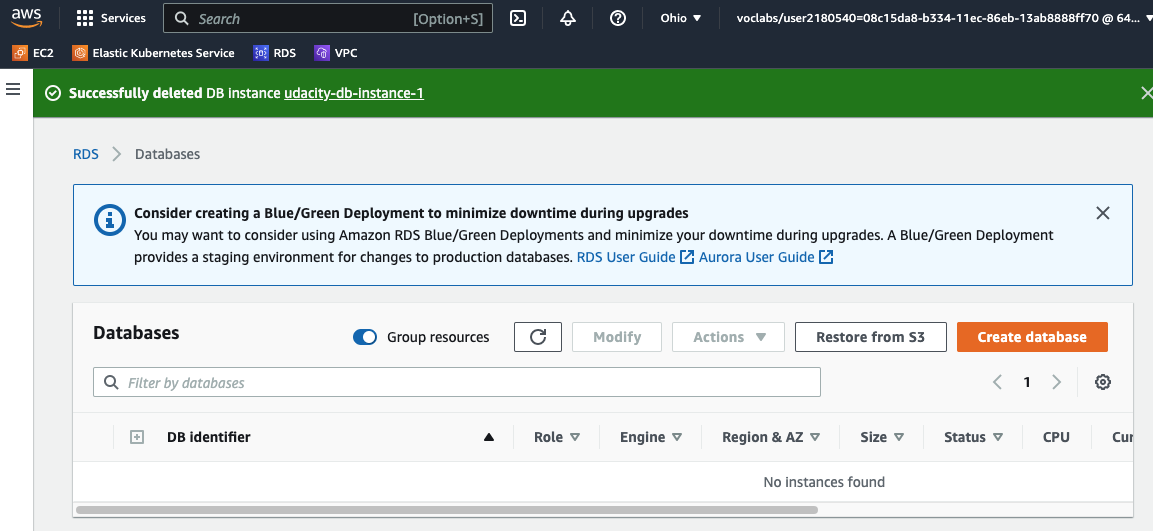 aws Services Search [Option+S] Ohio voclabs/user2180540=08c15da8-b334-11ec-86eb-13ab8888ff70 @ 64...
EC2 Elastic Kubernetes Service RDS VPC
Successfully deleted DB instance udacity-db-instance-1
RDS Databases
Consider creating a Blue/Green Deployment to minimize downtime during upgrades
You may want to consider using Amazon RDS Blue/Green Deployments and minimize your downtime during upgrades. A Blue/Green Deployment
provides a staging environment for changes to production databases. RDS User Guide Aurora User Guide
Databases Group resources Modify Actions Restore from S3 Create database
Filter by databases 1
DB identifier Role Engine Region & AZ Size Status CPU Cur
No instances found